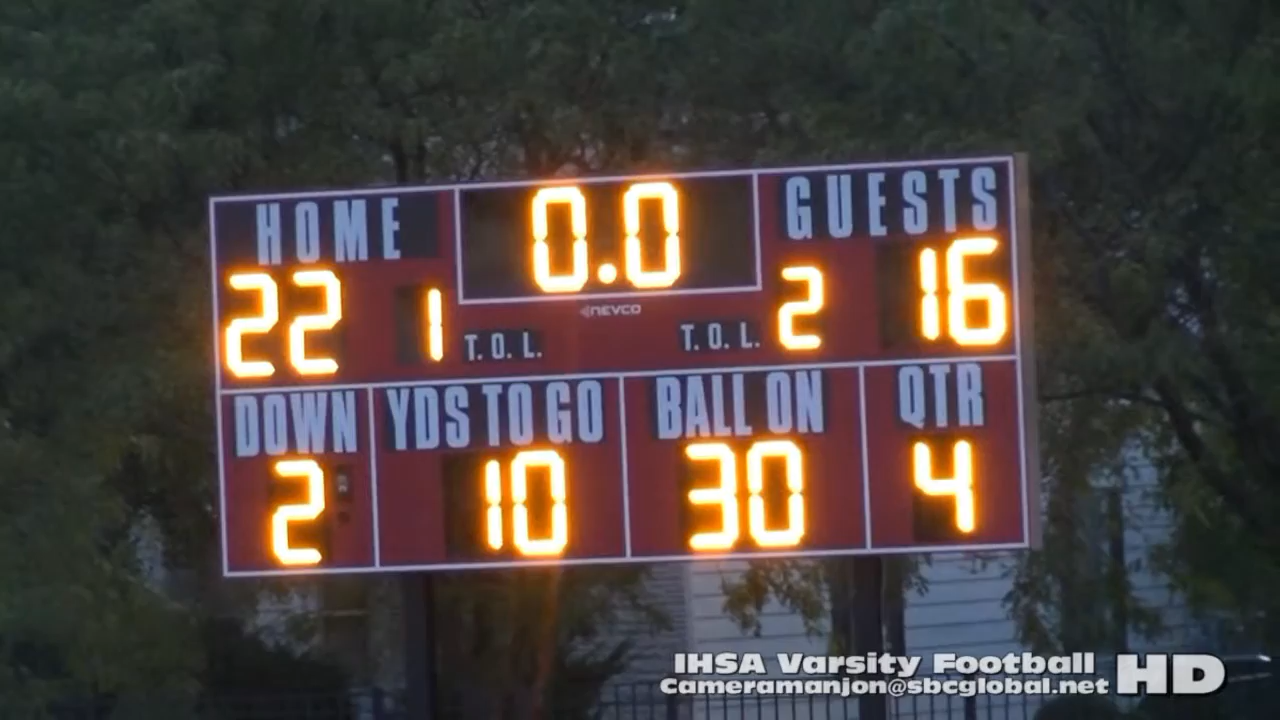 HOME 0.0 GUESTS
22 1 T.O.L. NEVCO T.O.L. 2 16
DOWN YDS TO GO BALL ON QTR
2 10 30 4
IHSA Varsity Football HD
Cameramanjon@sbcglobal.net